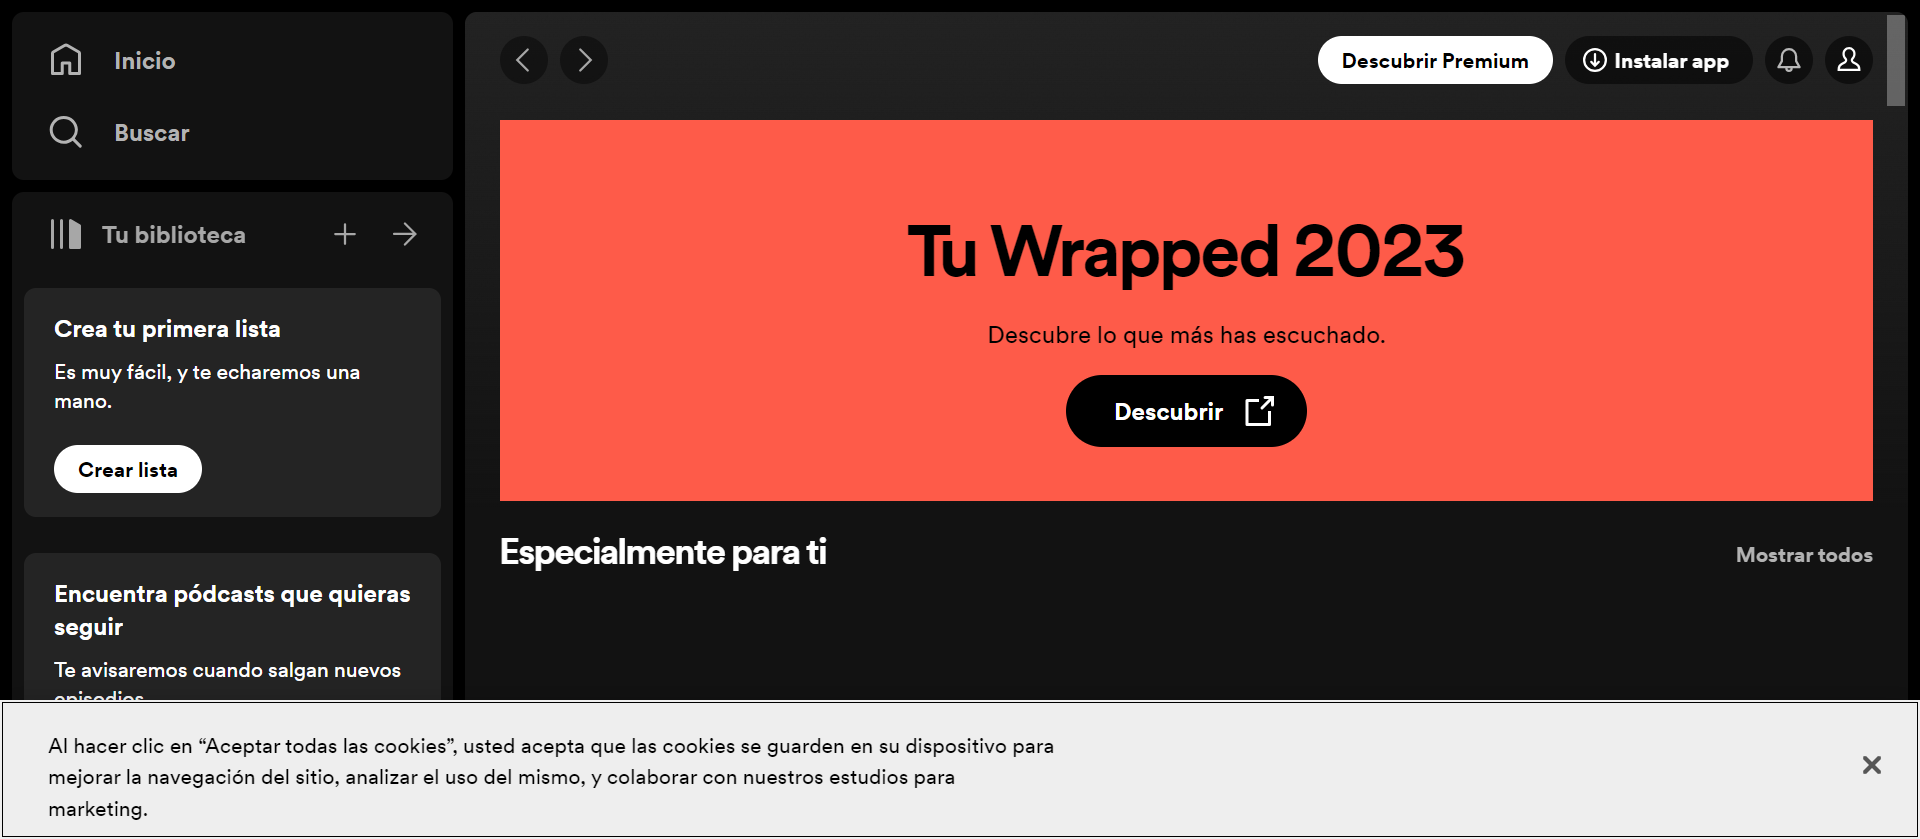 Inicio
Buscar
Tu biblioteca
Crea tu primera lista
Es muy fácil, y te echaremos una
mano.
Crear lista
Encuentra pódcasts que quieras
seguir
Te avisaremos cuando salgan nuevos
episodios
Descubrir Premium
Instalar app
Tu Wrapped 2023
Descubre lo que más has escuchado.
Descubrir
Especialmente para ti
Mostrar todos
Al hacer clic en “Aceptar todas las cookies”, usted acepta que las cookies se guarden en su dispositivo para
mejorar la navegación del sitio, analizar el uso del mismo, y colaborar con nuestros estudios para
marketing.